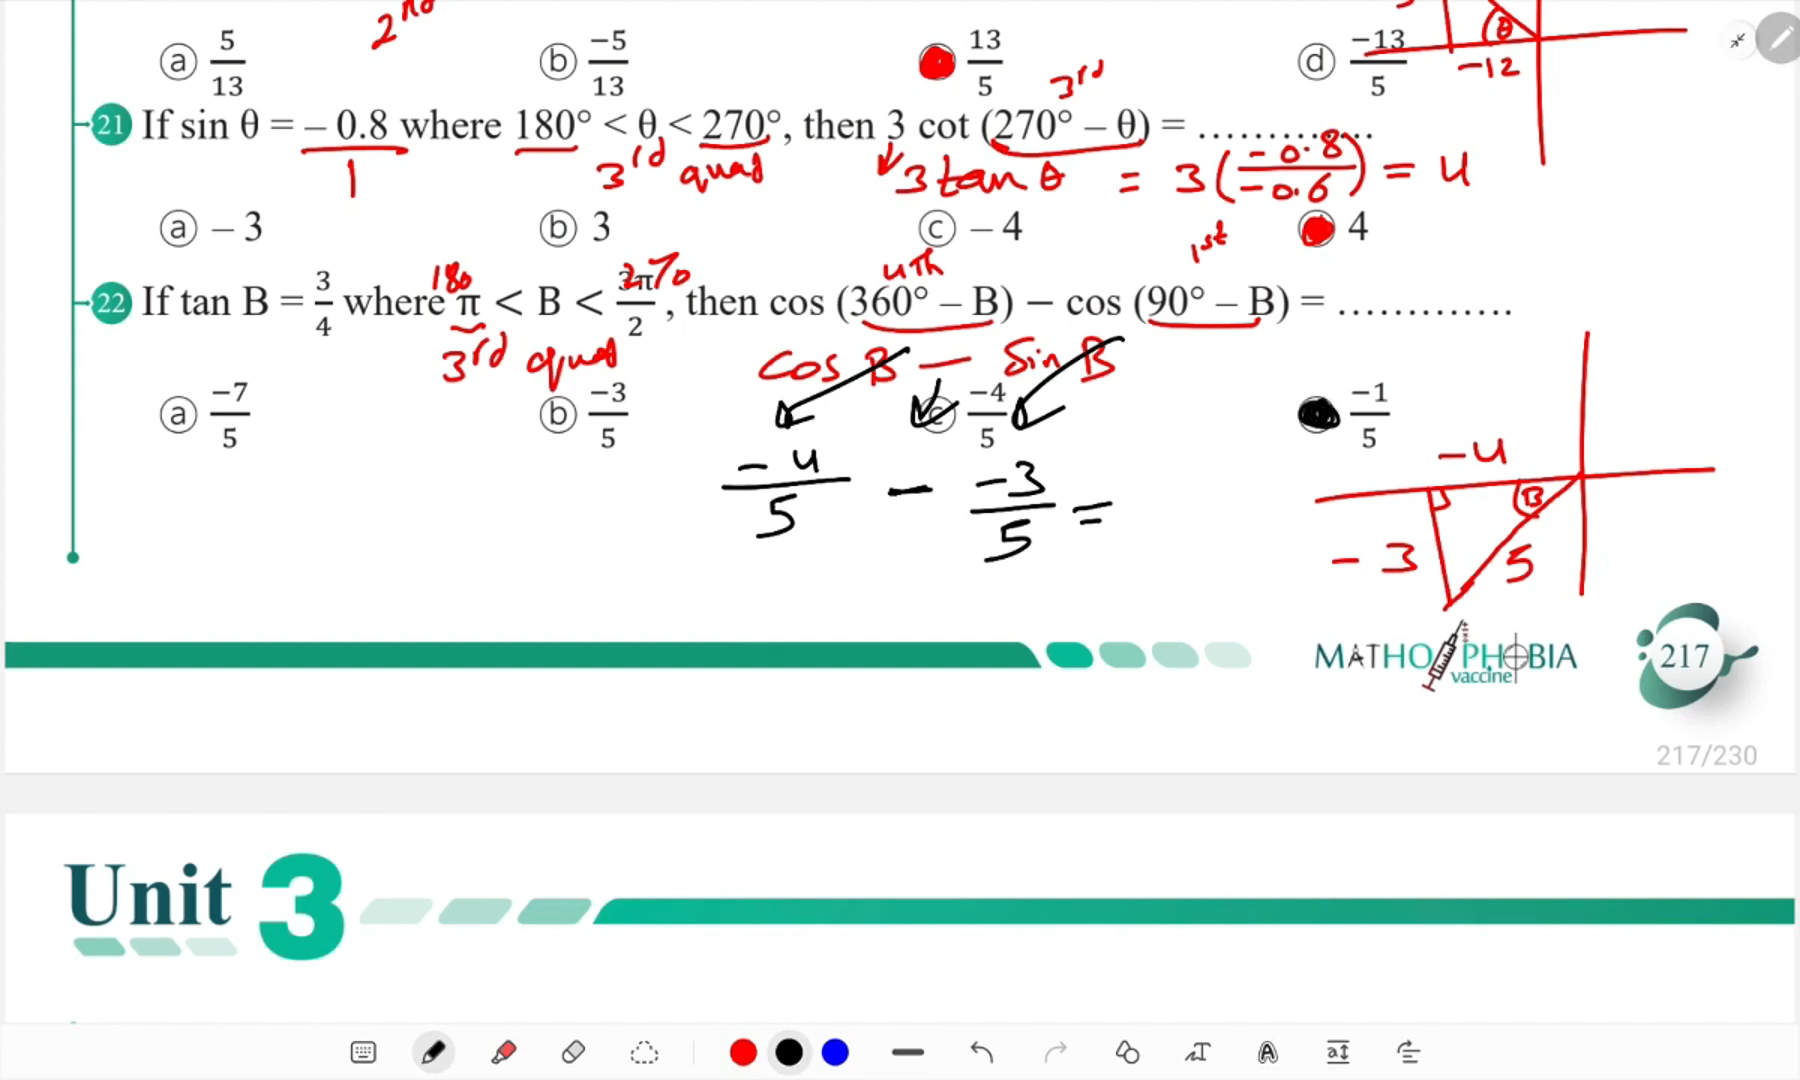 2nd
ⓐ 5/13 ⓑ -5/13 13/5 ⓓ -13/5
θ
-12
3rd
21 If sin θ = – 0.8 where 180° < θ < 270°, then 3 cot (270° – θ) = .............
1 3rd quad 3 tan θ = 3(-0.8/-0.6) = 4
ⓐ – 3 ⓑ 3 ⓒ – 4 4
180 270 4th 1st
22 If tan B = 3/4 where π < B < 3π/2, then cos (360° – B) – cos (90° – B) = .............
3rd quad cos B – sin B
ⓐ -7/5 ⓑ -3/5 ⓒ -4/5 -1/5
-4/5 - -3/5 =
-4
B
-3 5
MATHOPHOBIA
vaccine
217
217/230
Unit 3